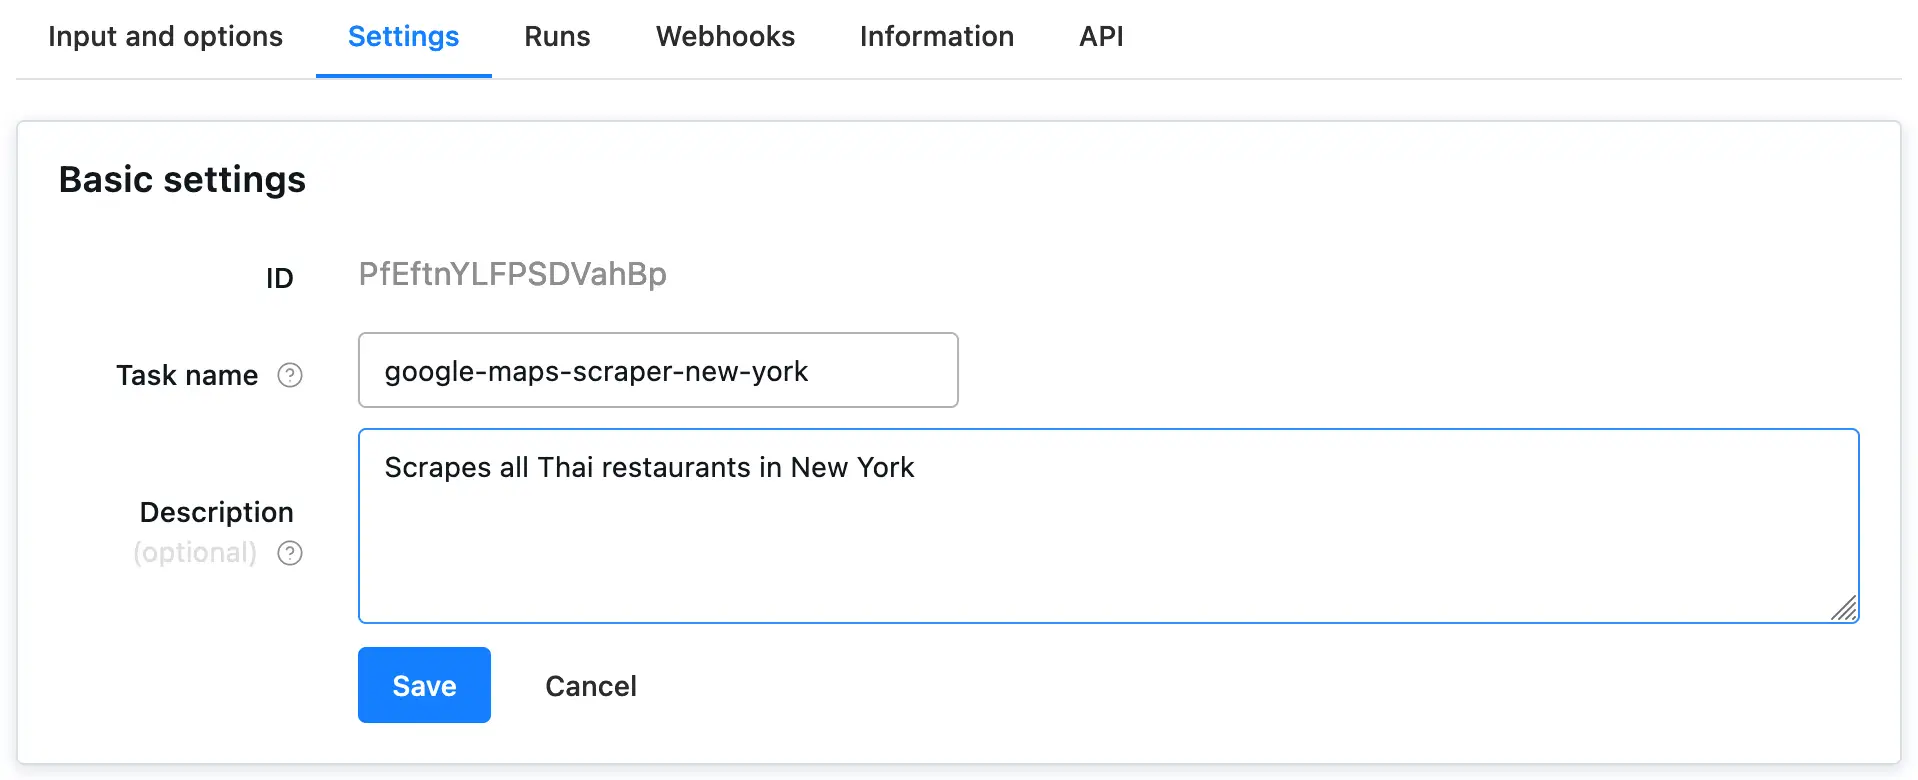 Input and options Settings Runs Webhooks Information API
Basic settings
ID PfEftnYLFPSDVahBp
Task name ? google-maps-scraper-new-york
Scrapes all Thai restaurants in New York
Description
(optional) ?
Save Cancel